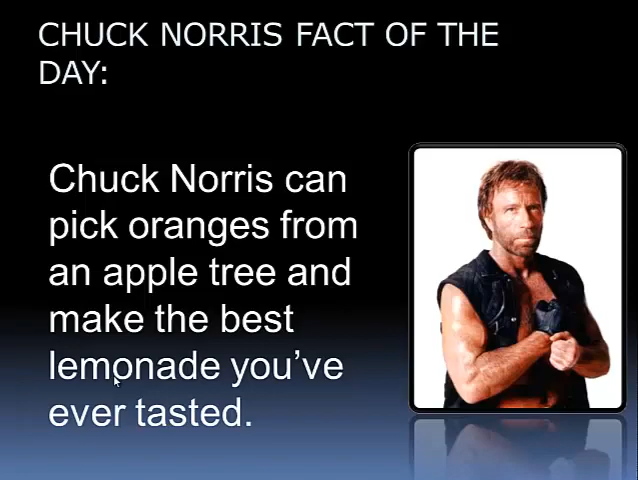 CHUCK NORRIS FACT OF THE
DAY:
Chuck Norris can
pick oranges from
an apple tree and
make the best
lemonade you’ve
ever tasted.